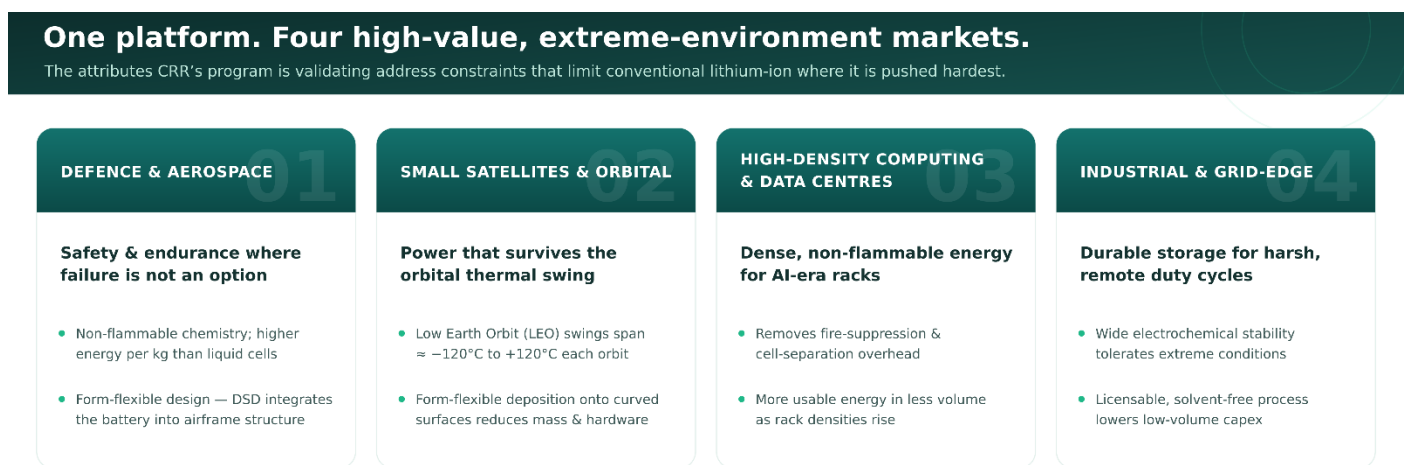 One platform. Four high-value, extreme-environment markets.
The attributes CRR’s program is validating address constraints that limit conventional lithium-ion where it is pushed hardest.
01
DEFENCE & AEROSPACE
Safety & endurance where
failure is not an option
Non-flammable chemistry; higher
energy per kg than liquid cells
Form-flexible design — DSD integrates
the battery into airframe structure
02
SMALL SATELLITES & ORBITAL
Power that survives the
orbital thermal swing
Low Earth Orbit (LEO) swings span
≈ −120°C to +120°C each orbit
Form-flexible deposition onto curved
surfaces reduces mass & hardware
03
HIGH-DENSITY COMPUTING
& DATA CENTRES
Dense, non-flammable energy
for AI-era racks
Removes fire-suppression &
cell-separation overhead
More usable energy in less volume
as rack densities rise
04
INDUSTRIAL & GRID-EDGE
Durable storage for harsh,
remote duty cycles
Wide electrochemical stability
tolerates extreme conditions
Licensable, solvent-free process
lowers low-volume capex